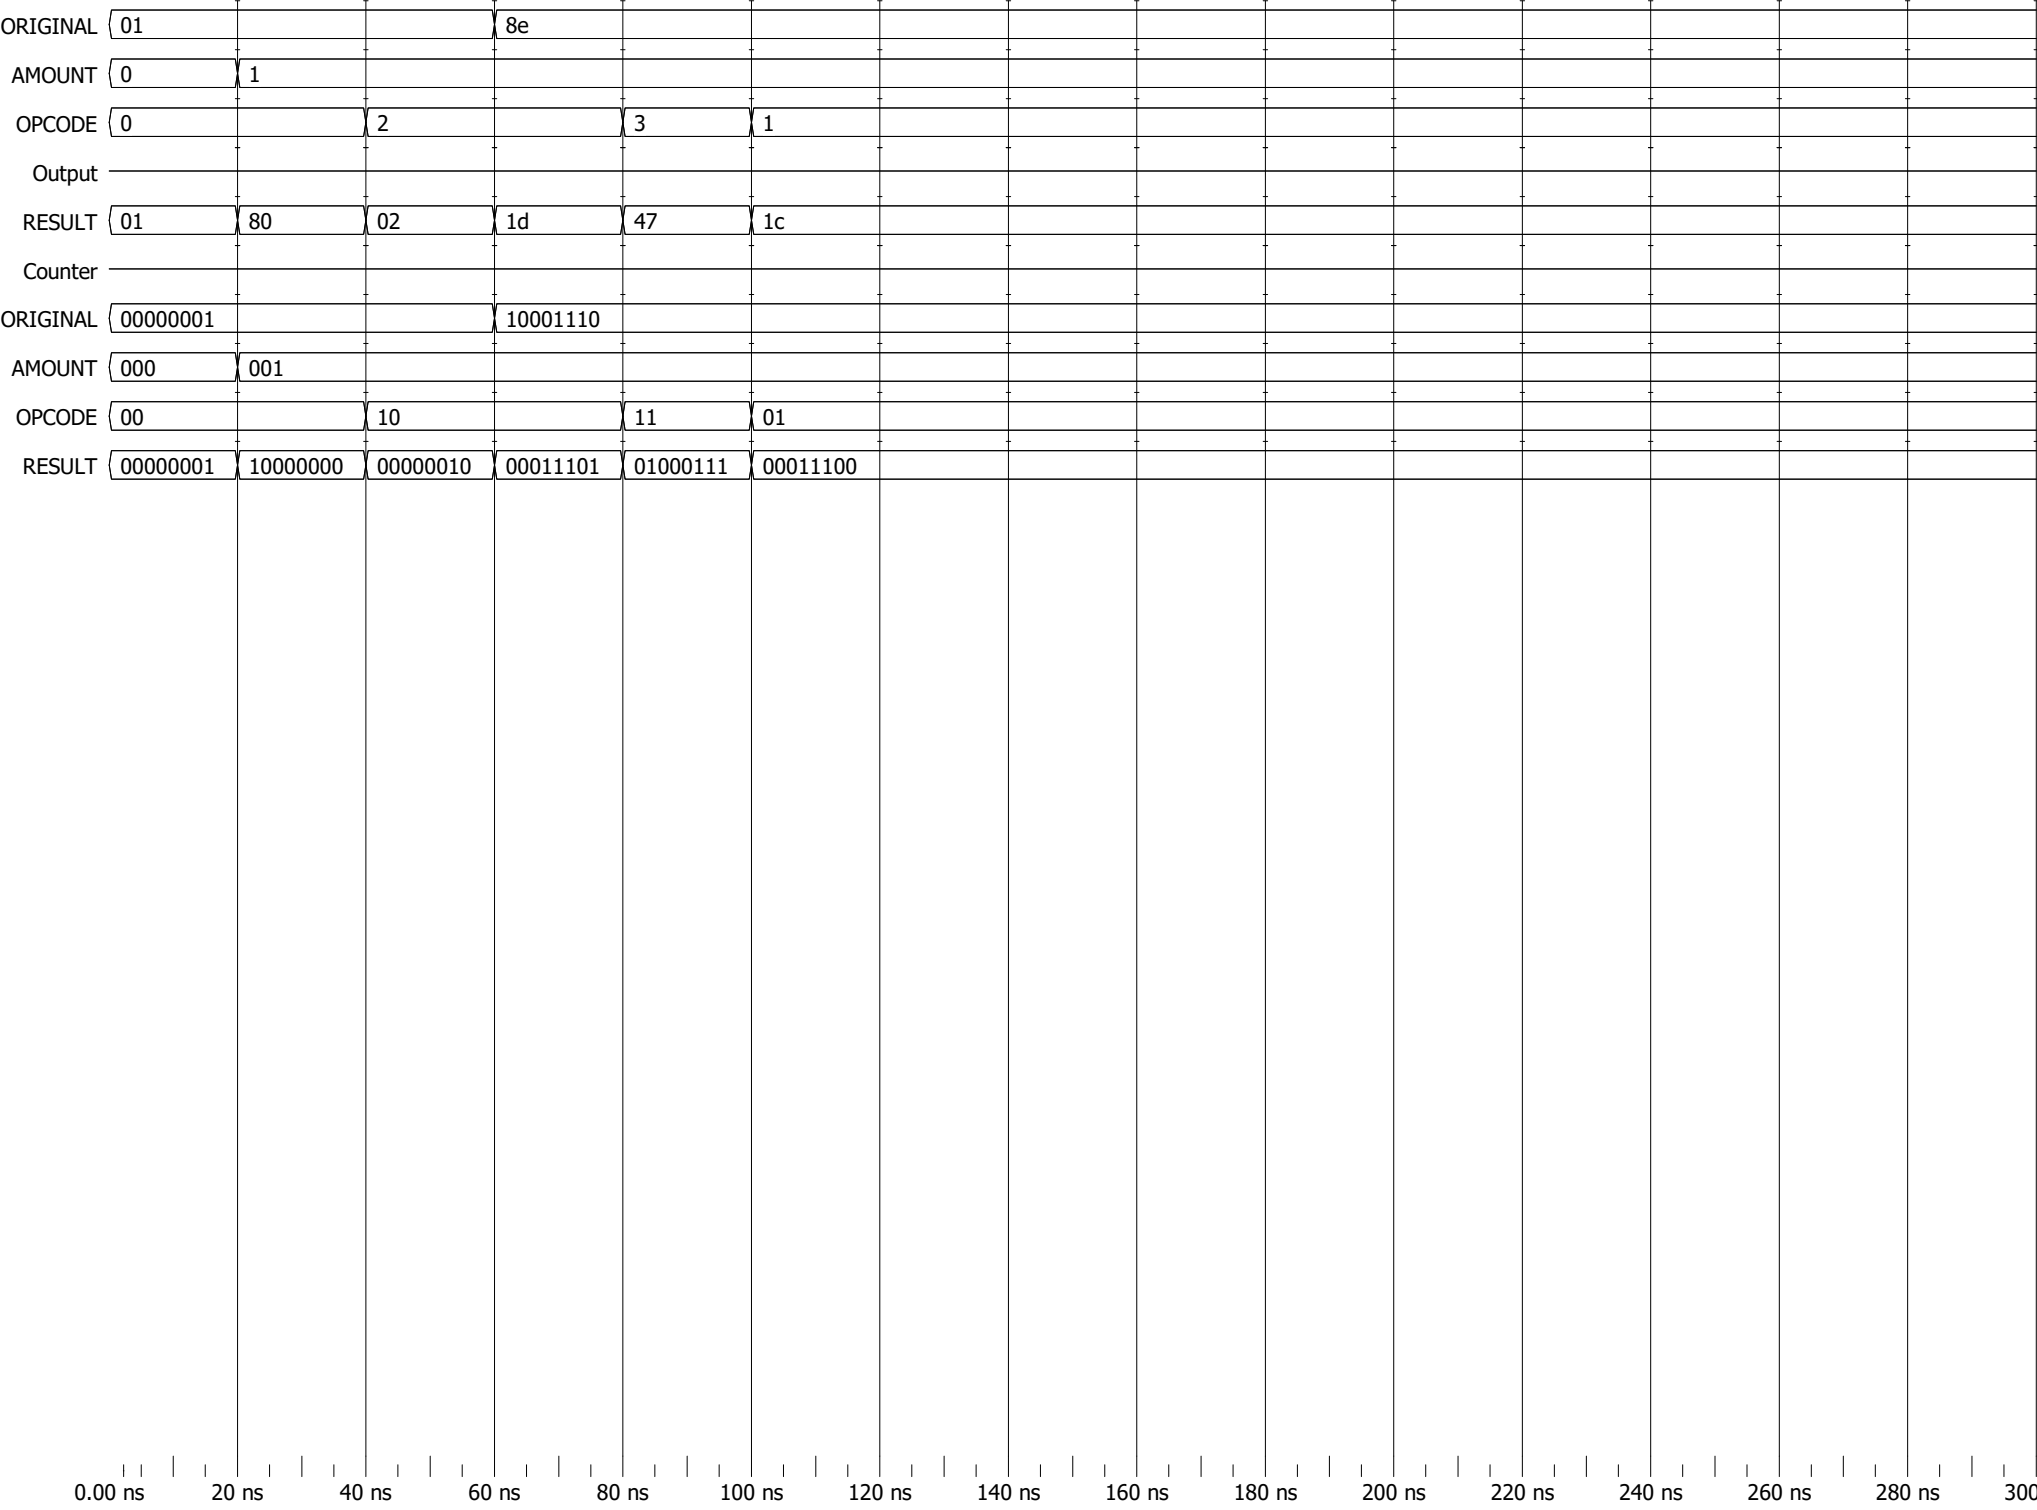 ORIGINAL 01 8e
AMOUNT 0 1
OPCODE 0 2 3 1
Output
RESULT 01 80 02 1d 47 1c
Counter
ORIGINAL 00000001 10001110
AMOUNT 000 001
OPCODE 00 10 11 01
RESULT 00000001 10000000 00000010 00011101 01000111 00011100
0.00 ns 20 ns 40 ns 60 ns 80 ns 100 ns 120 ns 140 ns 160 ns 180 ns 200 ns 220 ns 240 ns 260 ns 280 ns 300